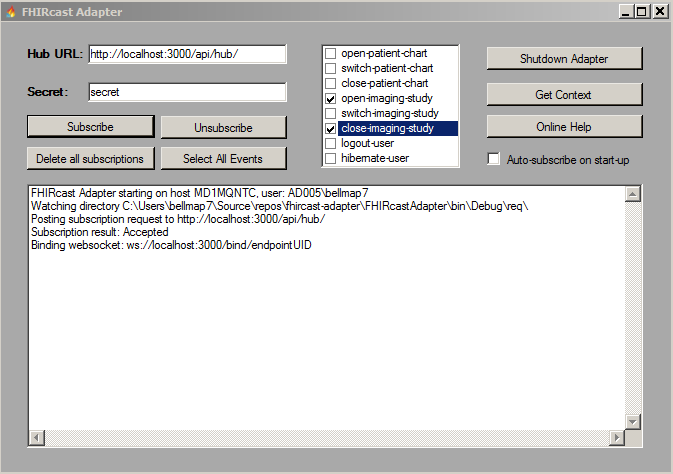 FHIRcast Adapter
Hub URL: http://localhost:3000/api/hub/
Secret: secret
Subscribe Unsubscribe
Delete all subscriptions Select All Events
open-patient-chart
switch-patient-chart
close-patient-chart
open-imaging-study
switch-imaging-study
close-imaging-study
logout-user
hibernate-user
Shutdown Adapter
Get Context
Online Help
Auto-subscribe on start-up
FHIRcast Adapter starting on host MD1MQNTC, user: AD005\bellmap7
Watching directory C:\Users\bellmap7\Source\repos\fhircast-adapter\FHIRcastAdapter\bin\Debug\req\
Posting subscription request to http://localhost:3000/api/hub/
Subscription result: Accepted
Binding websocket: ws://localhost:3000/bind/endpointUID